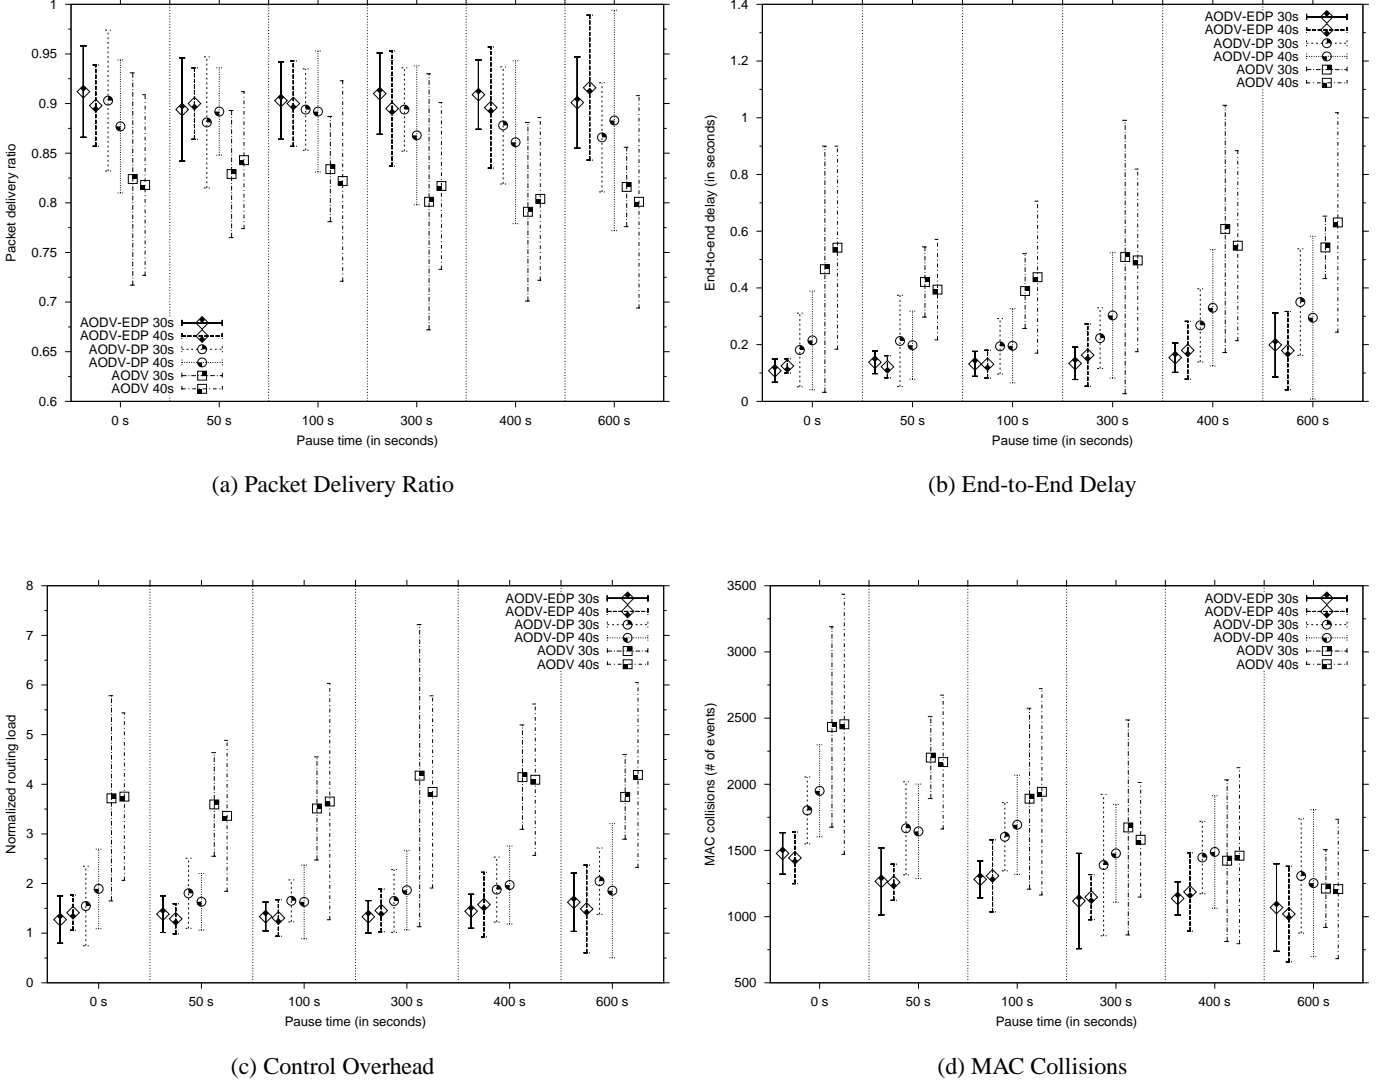 1
0.95
0.9
0.85
0.8
0.75
0.7
0.65
0.6
Packet delivery ratio
AODV-EDP 30s
AODV-EDP 40s
AODV-DP 30s
AODV-DP 40s
AODV 30s
AODV 40s
0 s 50 s 100 s 300 s 400 s 600 s
Pause time (in seconds)
(a) Packet Delivery Ratio
1.4
1.2
1
0.8
0.6
0.4
0.2
0
End-to-end delay (in seconds)
AODV-EDP 30s
AODV-EDP 40s
AODV-DP 30s
AODV-DP 40s
AODV 30s
AODV 40s
0 s 50 s 100 s 300 s 400 s 600 s
Pause time (in seconds)
(b) End-to-End Delay
8
7
6
5
4
3
2
1
0
Normalized routing load
AODV-EDP 30s
AODV-EDP 40s
AODV-DP 30s
AODV-DP 40s
AODV 30s
AODV 40s
0 s 50 s 100 s 300 s 400 s 600 s
Pause time (in seconds)
(c) Control Overhead
3500
3000
2500
2000
1500
1000
500
MAC collisions (# of events)
AODV-EDP 30s
AODV-EDP 40s
AODV-DP 30s
AODV-DP 40s
AODV 30s
AODV 40s
0 s 50 s 100 s 300 s 400 s 600 s
Pause time (in seconds)
(d) MAC Collisions